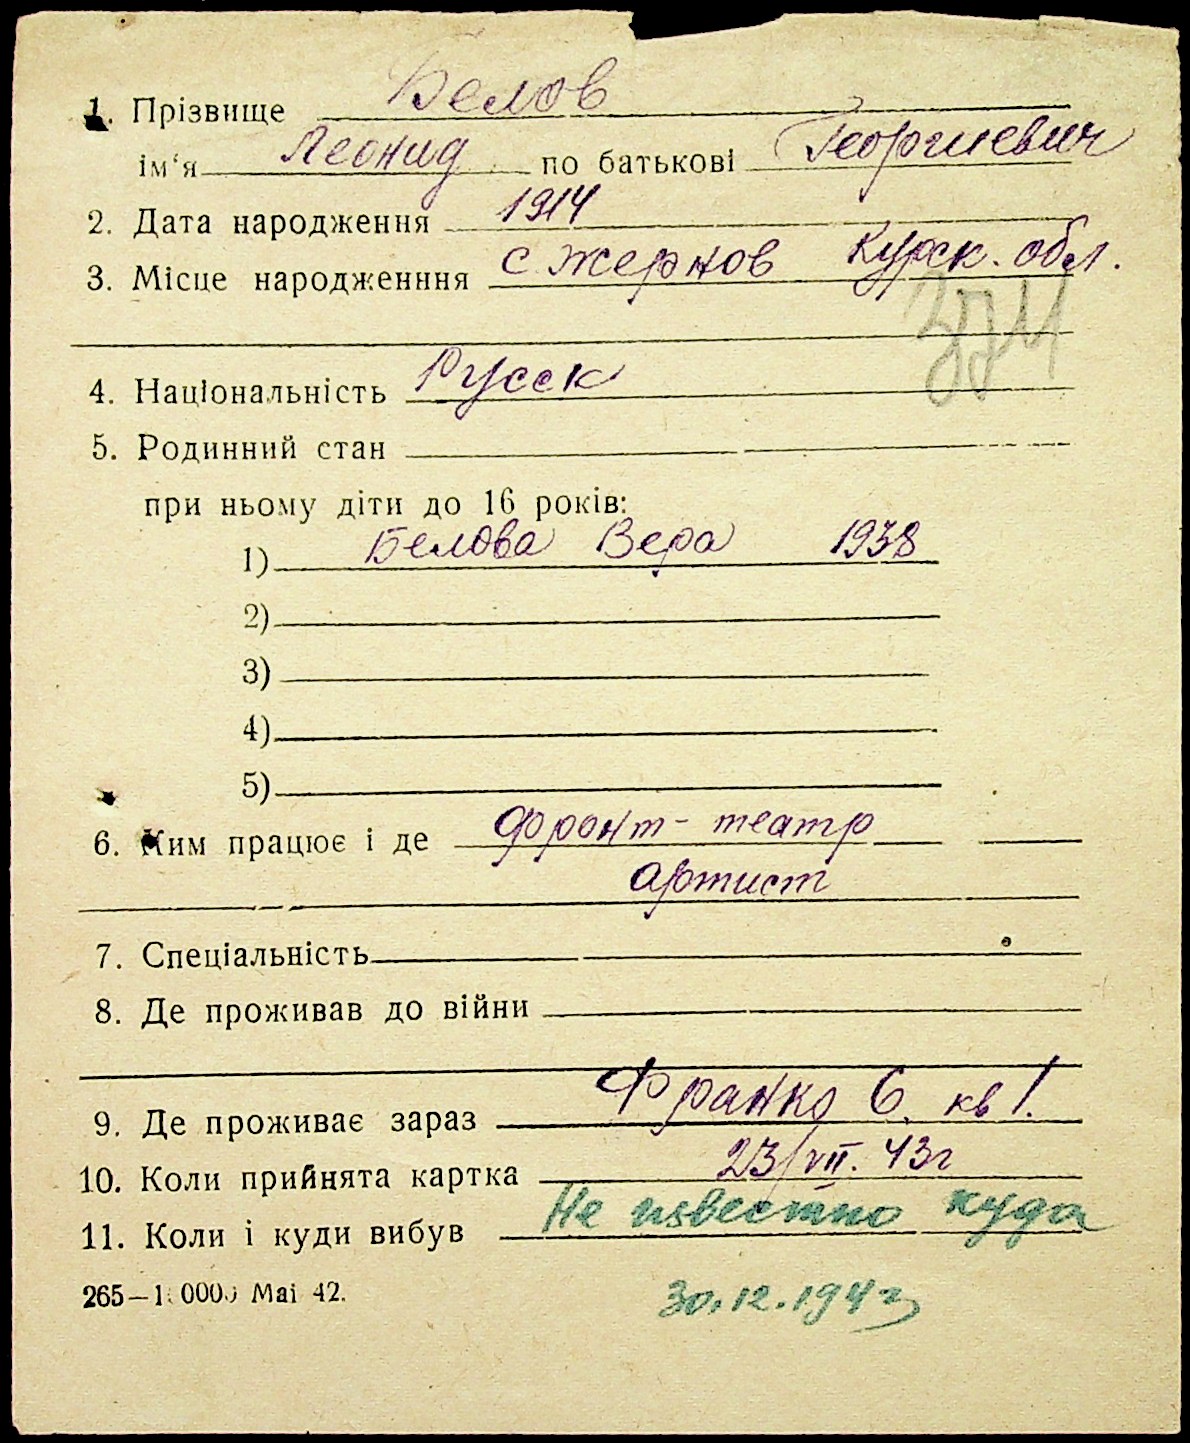 1. Прізвище Белов
ім‘я Леонид по батькові Георгиевич
2. Дата народження 1914
3. Місце народженння с Жернов Курск. обл.
4. Національність Русск
5. Родинний стан
при ньому діти до 16 років:
1) Белова Вера 1938
2)
3)
4)
5)
6. Ким працює і де Фронт-театр
артист
7. Спеціальність
8. Де проживав до війни
9. Де проживає зараз Франко 6. кв 1.
10. Коли прийнята картка 23/VII. 43г
11. Коли і куди вибув Не известно куда
265—1 000 Mai 42.
30.12.194